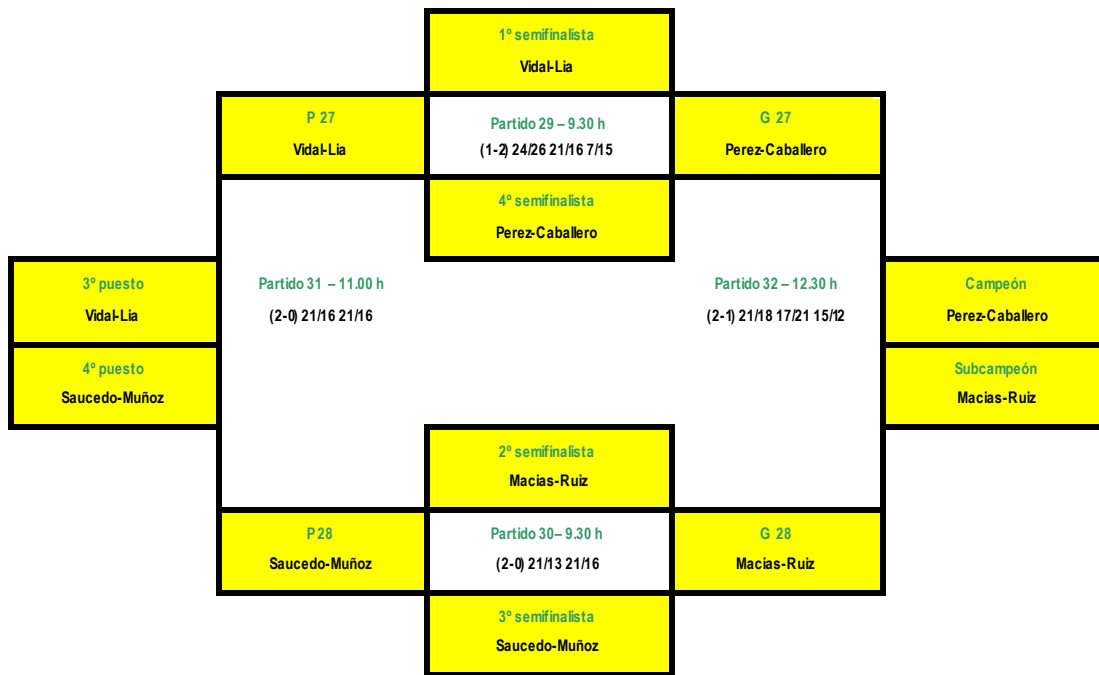 1º semifinalista
Vidal-Lia
P 27
Vidal-Lia
Partido 29 – 9.30 h
(1-2) 24/26 21/16 7/15
G 27
Perez-Caballero
4º semifinalista
Perez-Caballero
3º puesto
Vidal-Lia
Partido 31 – 11.00 h
(2-0) 21/16 21/16
Partido 32 – 12.30 h
(2-1) 21/18 17/21 15/12
Campeón
Perez-Caballero
4º puesto
Saucedo-Muñoz
Subcampeón
Macias-Ruiz
2º semifinalista
Macias-Ruiz
P 28
Saucedo-Muñoz
Partido 30– 9.30 h
(2-0) 21/13 21/16
G 28
Macias-Ruiz
3º semifinalista
Saucedo-Muñoz